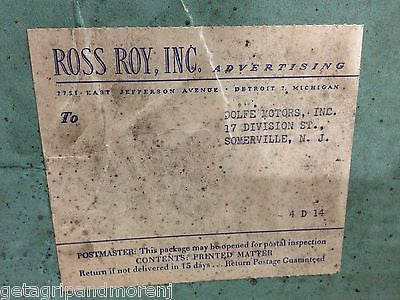 ROSS ROY, INC. ADVERTISING
2751 EAST JEFFERSON AVENUE · DETROIT 7, MICHIGAN
To
DOLFE MOTORS, INC.
17 DIVISION ST.,
SOMERVILLE, N. J.
4 D 14
POSTMASTER: This package may be opened for postal inspection
CONTENTS: PRINTED MATTER
Return if not delivered in 15 days... Return Postage Guaranteed
©getagripandmorenj